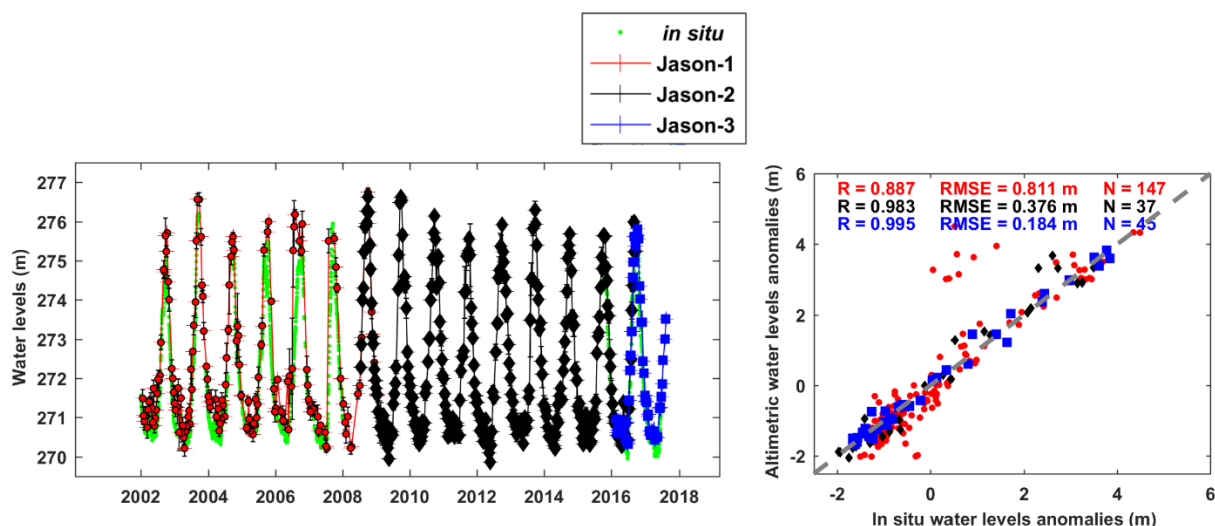 in situ
Jason-1
Jason-2
Jason-3
277
276
275
274
273
272
271
270
Water levels (m)
2002 2004 2006 2008 2010 2012 2014 2016 2018
R = 0.887 RMSE = 0.811 m N = 147
R = 0.983 RMSE = 0.376 m N = 37
R = 0.995 RMSE = 0.184 m N = 45
6
4
2
0
-2
Altimetric water levels anomalies (m)
-2 0 2 4 6
In situ water levels anomalies (m)